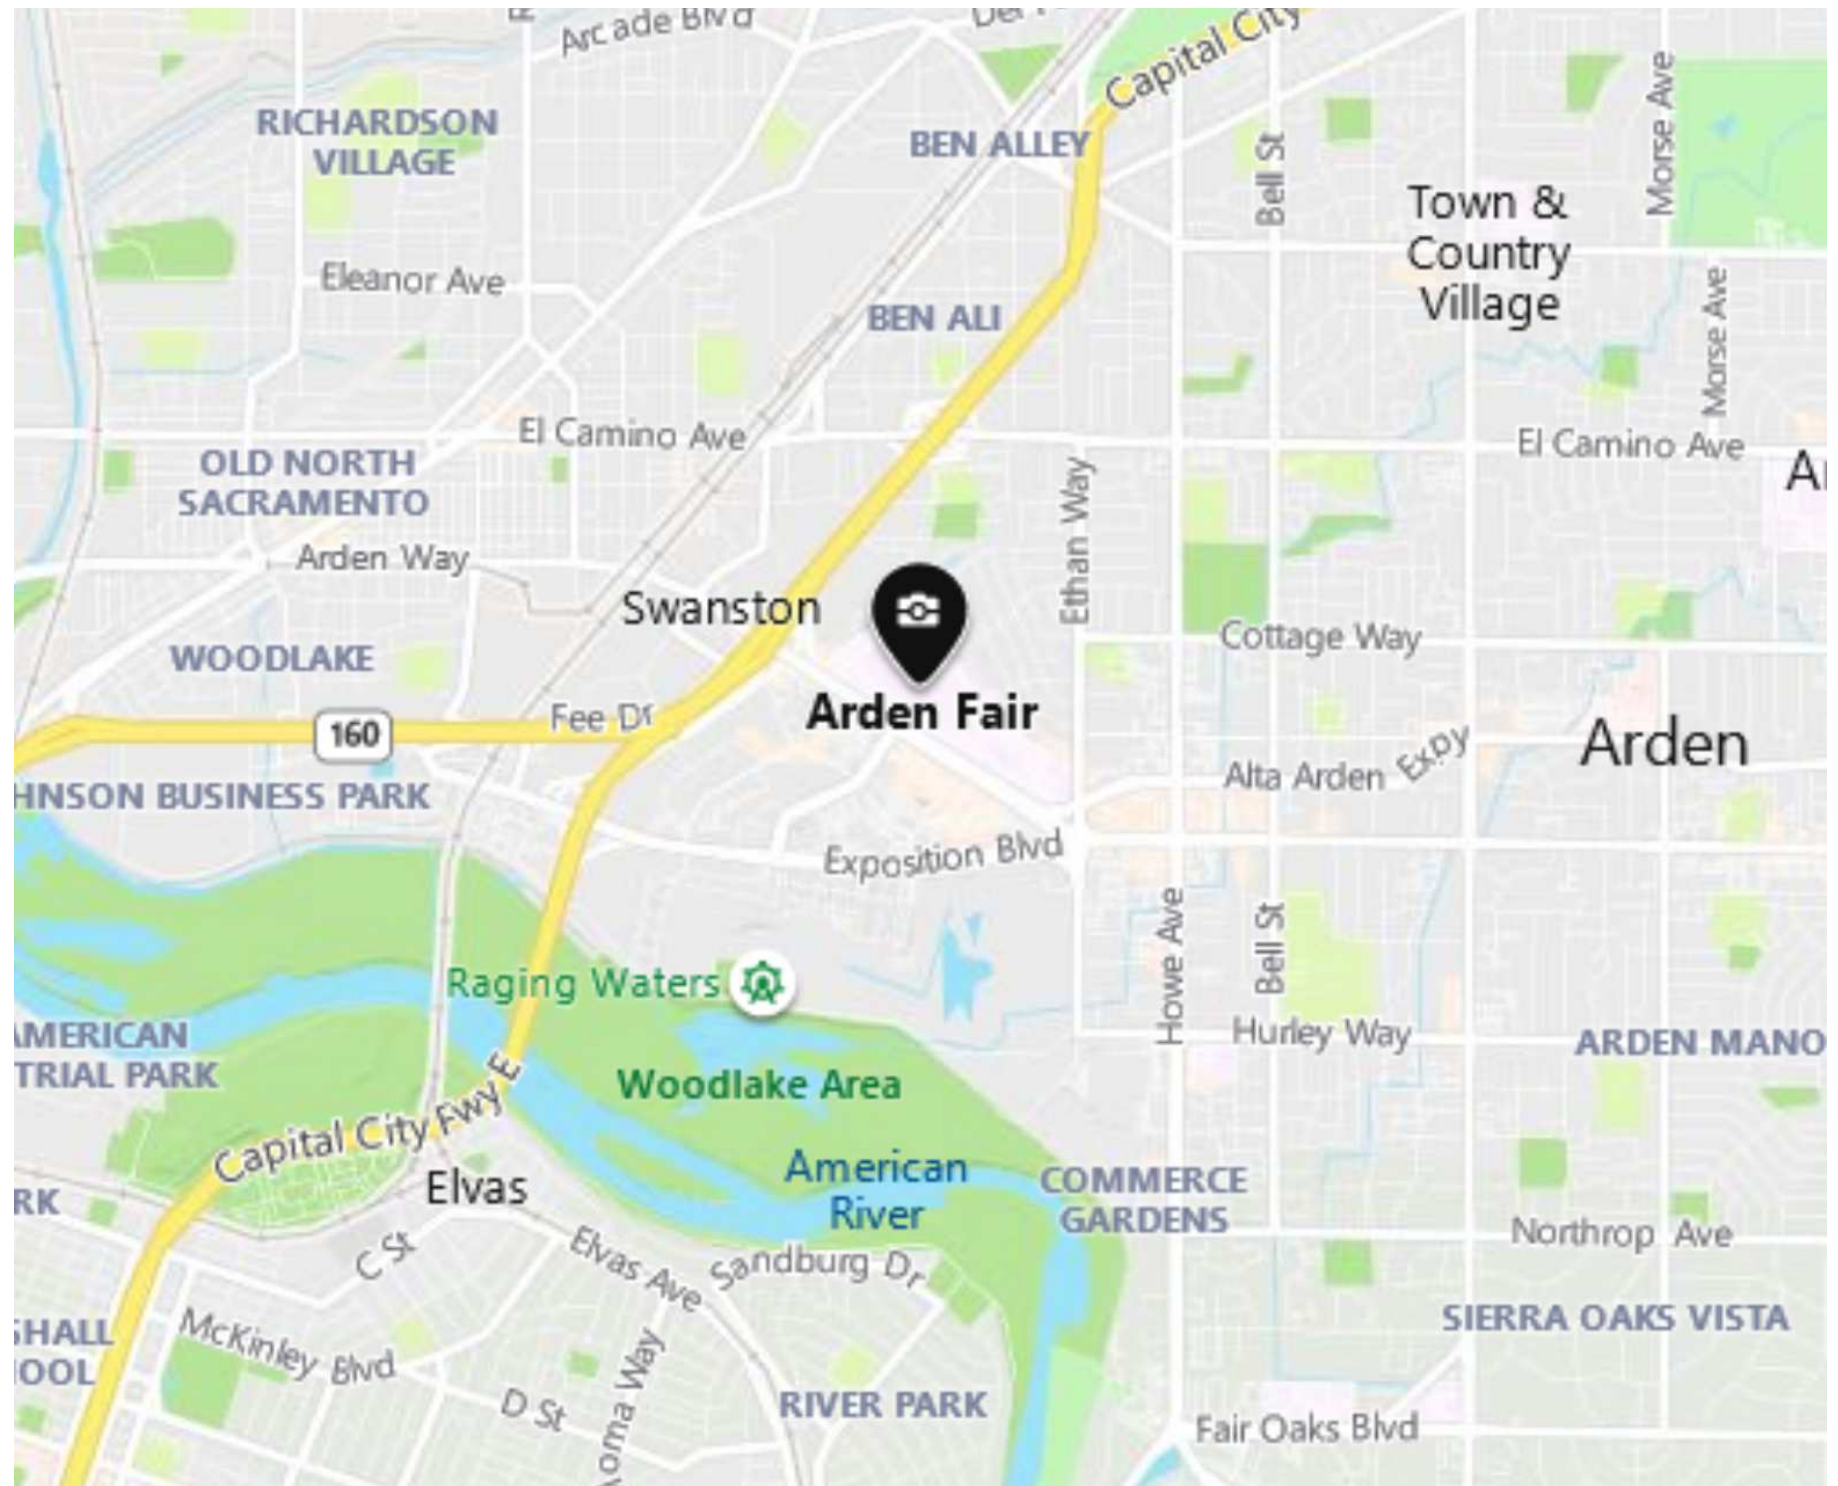 Arcade Blvd
Capital City
RICHARDSON
VILLAGE
BEN ALLEY
Bell St
Morse Ave
Town &
Country
Village
Eleanor Ave
BEN ALI
Morse Ave
El Camino Ave
El Camino Ave
OLD NORTH
SACRAMENTO
Ethan Way
Arden Way
Swanston
Cottage Way
WOODLAKE
Arden Fair
Fee Dr
160
Arden
Alta Arden Expy
HNSON BUSINESS PARK
Exposition Blvd
Howe Ave
Bell St
Raging Waters
AMERICAN
TRIAL PARK
Hurley Way
ARDEN MANO
Woodlake Area
Capital City Fwy E
American
River
COMMERCE
GARDENS
Elvas
RK
C St
Elvas Ave
Sandburg Dr
Northrop Ave
SHALL
OOL
McKinley Blvd
SIERRA OAKS VISTA
D St
oma Way
RIVER PARK
Fair Oaks Blvd